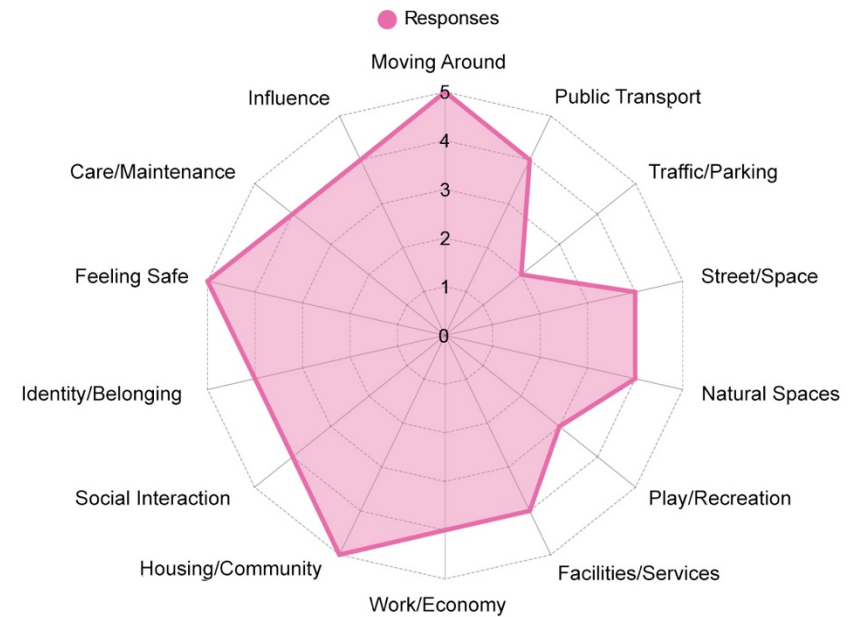 Responses
Moving Around
Influence
Public Transport
Care/Maintenance
Traffic/Parking
Feeling Safe
Street/Space
Identity/Belonging
Natural Spaces
Social Interaction
Play/Recreation
Housing/Community
Facilities/Services
Work/Economy
5
4
3
2
1
0